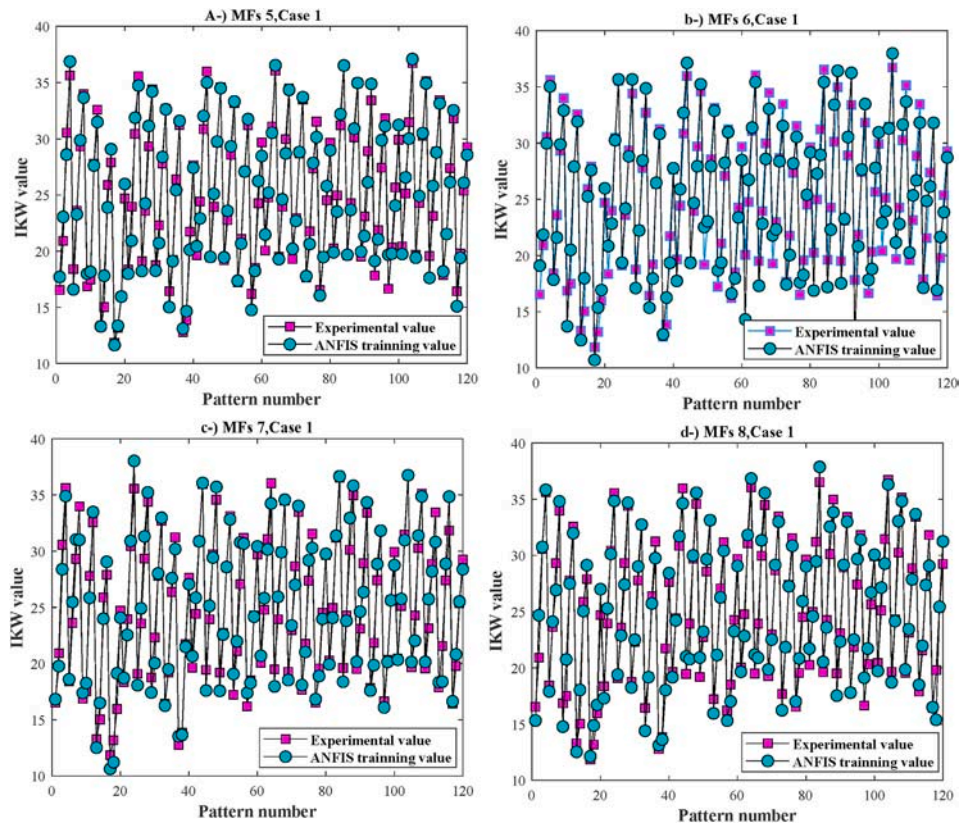 A-) MFs 5,Case 1
40
35
30
25
20
15
10
IKW value
Experimental value
ANFIS trainning value
0 20 40 60 80 100 120
Pattern number
b-) MFs 6,Case 1
40
35
30
25
20
15
10
IKW value
Experimental value
ANFIS trainning value
0 20 40 60 80 100 120
Pattern number
c-) MFs 7,Case 1
40
35
30
25
20
15
10
IKW value
Experimental value
ANFIS trainning value
0 20 40 60 80 100 120
Pattern number
d-) MFs 8,Case 1
40
35
30
25
20
15
10
IKW value
Experimental value
ANFIS trainning value
0 20 40 60 80 100 120
Pattern number